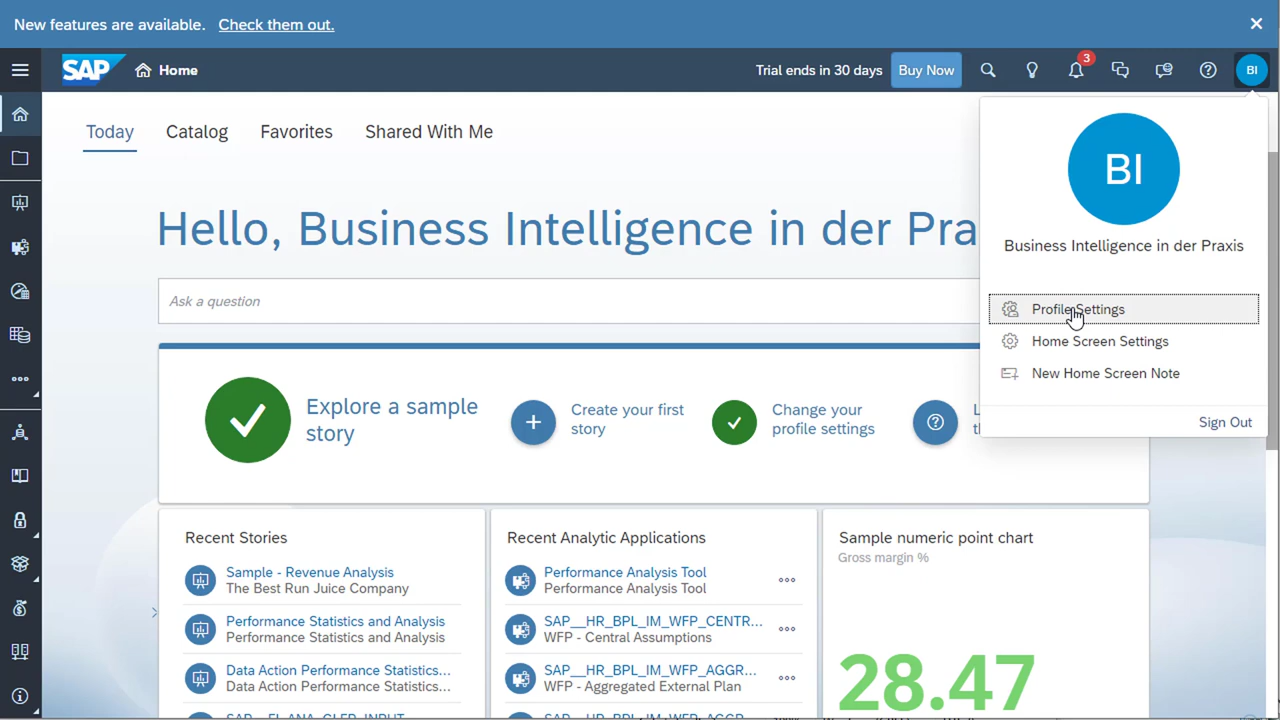 New features are available. Check them out.
SAP Home Trial ends in 30 days Buy Now 3 BI
Today Catalog Favorites Shared With Me
BI
Business Intelligence in der Praxis
Profile Settings
Home Screen Settings
New Home Screen Note
Sign Out
Hello, Business Intelligence in der Pra
Ask a question
Explore a sample
story
Create your first
story
Change your
profile settings
Recent Stories
Sample - Revenue Analysis
The Best Run Juice Company
Performance Statistics and Analysis
Performance Statistics and Analysis
Data Action Performance Statistics...
Data Action Performance Statistics...
Recent Analytic Applications
Performance Analysis Tool
Performance Analysis Tool
SAP__HR_BPL_IM_WFP_CENTR...
WFP - Central Assumptions
SAP__HR_BPL_IM_WFP_AGGR...
WFP - Aggregated External Plan
Sample numeric point chart
Gross margin %
28.47